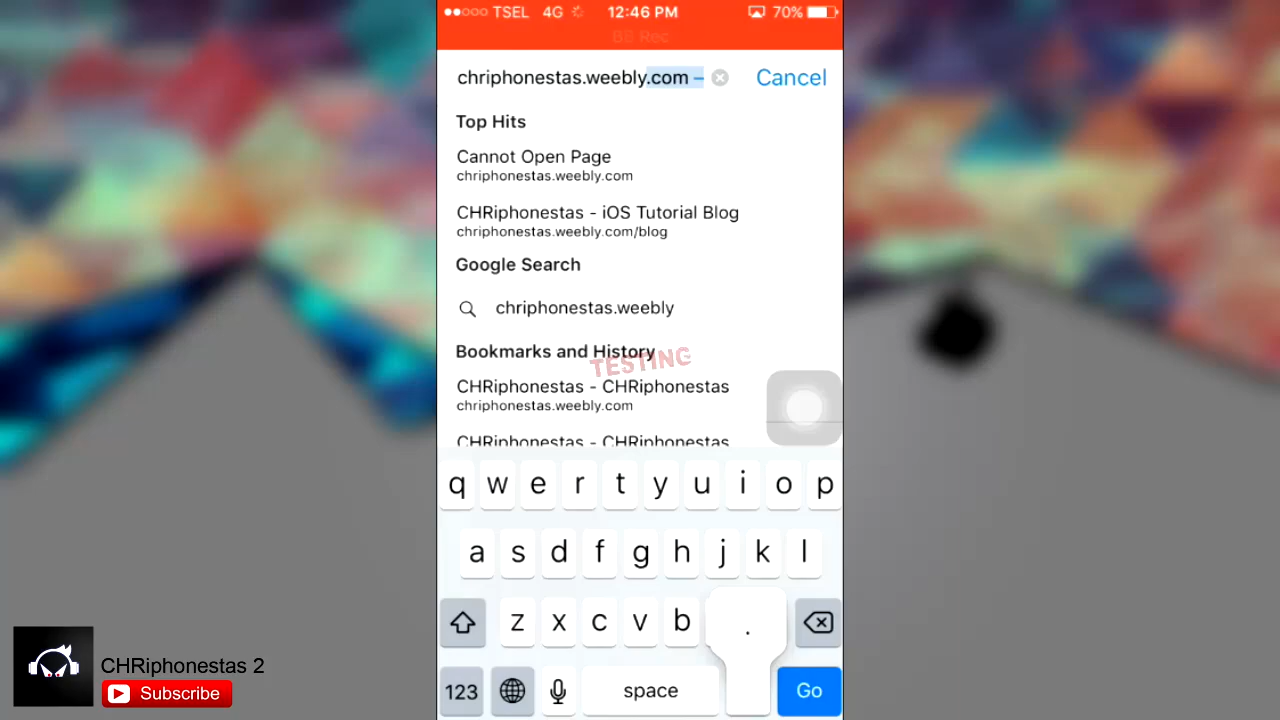 TSEL 4G 12:46 PM 70%
BB Rec
chriphonestas.weebly.com – Cancel
Top Hits
Cannot Open Page
chriphonestas.weebly.com
CHRiphonestas - iOS Tutorial Blog
chriphonestas.weebly.com/blog
Google Search
chriphonestas.weebly
Bookmarks and History
TESTING
CHRiphonestas - CHRiphonestas
chriphonestas.weebly.com
CHRiphonestas - CHRiphonestas
q w e r t y u i o p
a s d f g h j k l
z x c v b .
123 space Go
CHRiphonestas 2
Subscribe